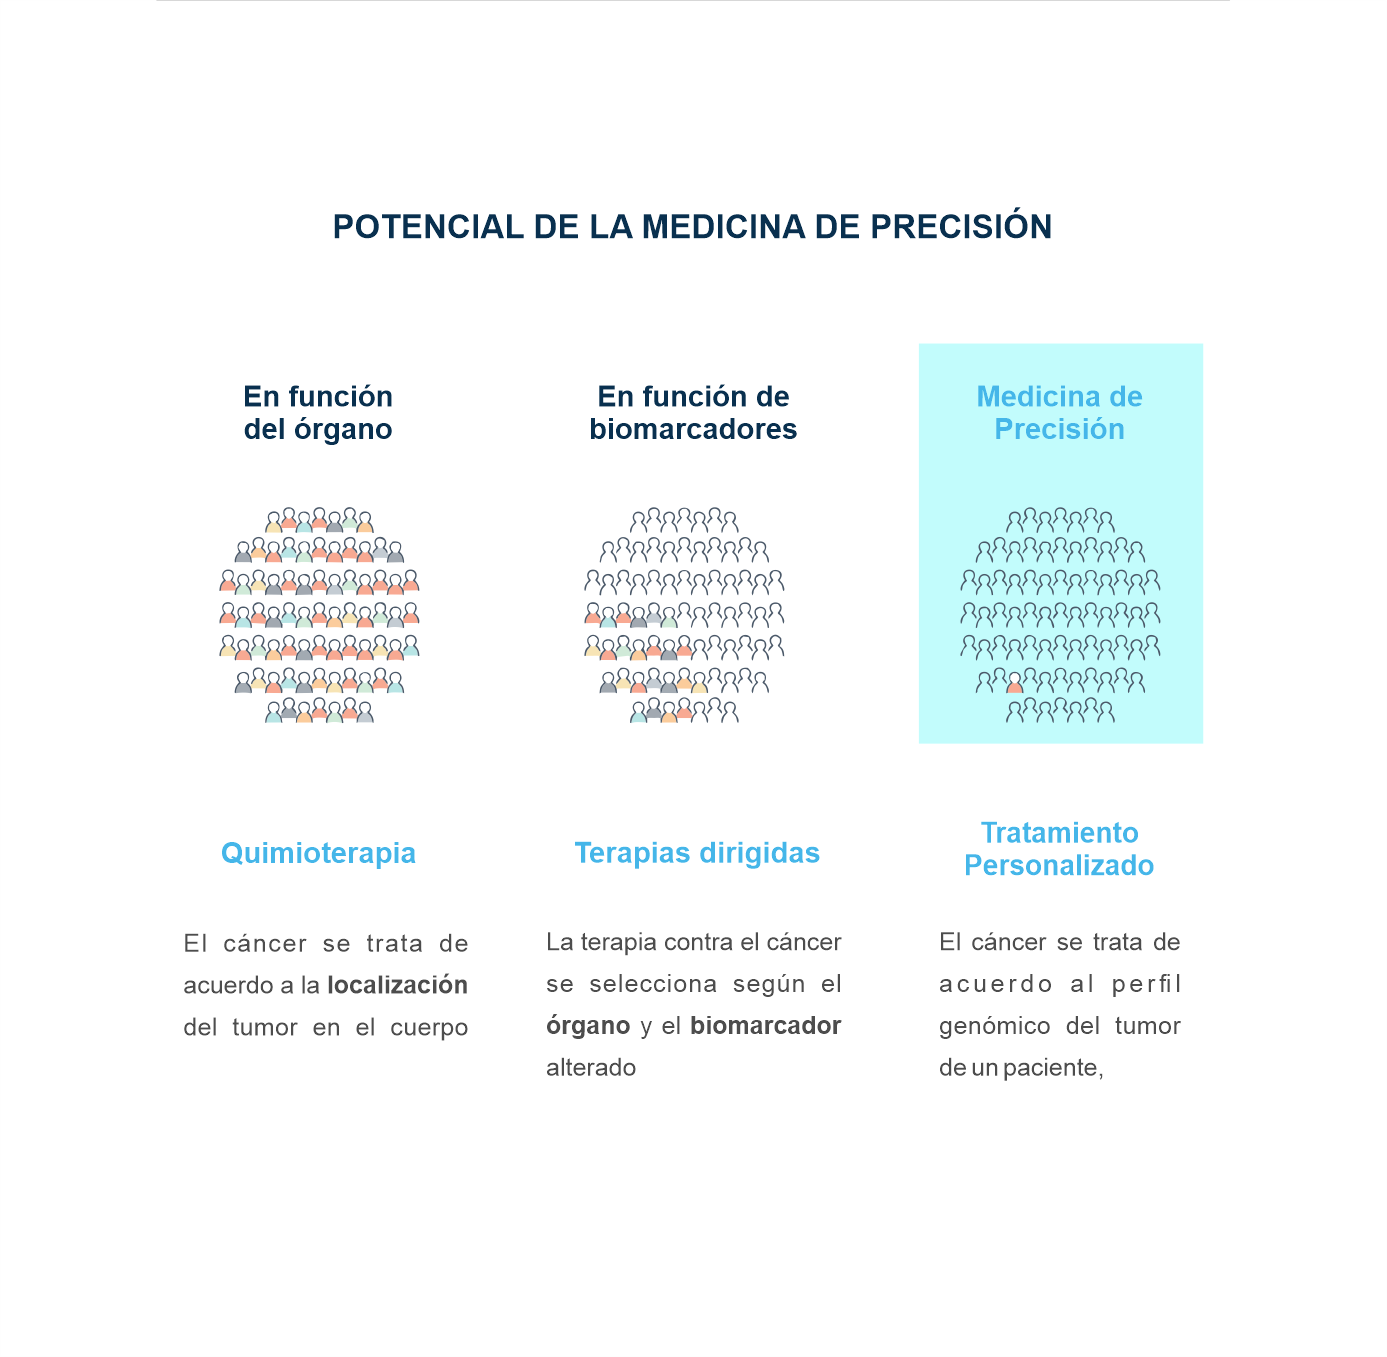 POTENCIAL DE LA MEDICINA DE PRECISIÓN
En función
del órgano
En función de
biomarcadores
Medicina de
Precisión
Quimioterapia
Terapias dirigidas
Tratamiento
Personalizado
El cáncer se trata de
acuerdo a la localización
del tumor en el cuerpo
La terapia contra el cáncer
se selecciona según el
órgano y el biomarcador
alterado
El cáncer se trata de
acuerdo al perfil
genómico del tumor
de un paciente,